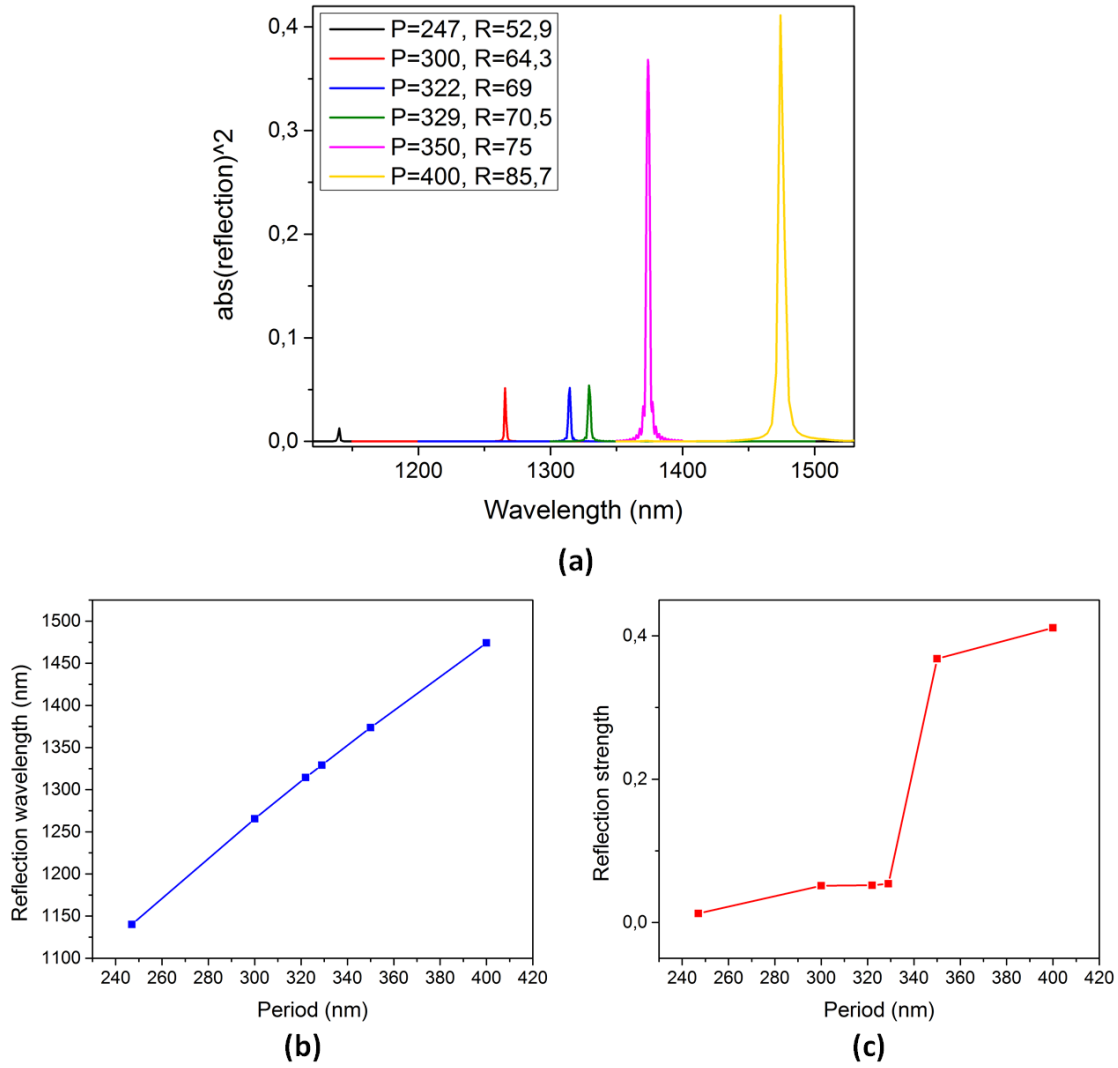 0,4
0,3
0,2
0,1
0,0
abs(reflection)^2
P=247, R=52,9
P=300, R=64,3
P=322, R=69
P=329, R=70,5
P=350, R=75
P=400, R=85,7
1200 1300 1400 1500
Wavelength (nm)
(a)
1500
1450
1400
1350
1300
1250
1200
1150
1100
Reflection wavelength (nm)
240 260 280 300 320 340 360 380 400 420
Period (nm)
(b)
0,4
0,2
0,0
Reflection strength
240 260 280 300 320 340 360 380 400 420
Period (nm)
(c)